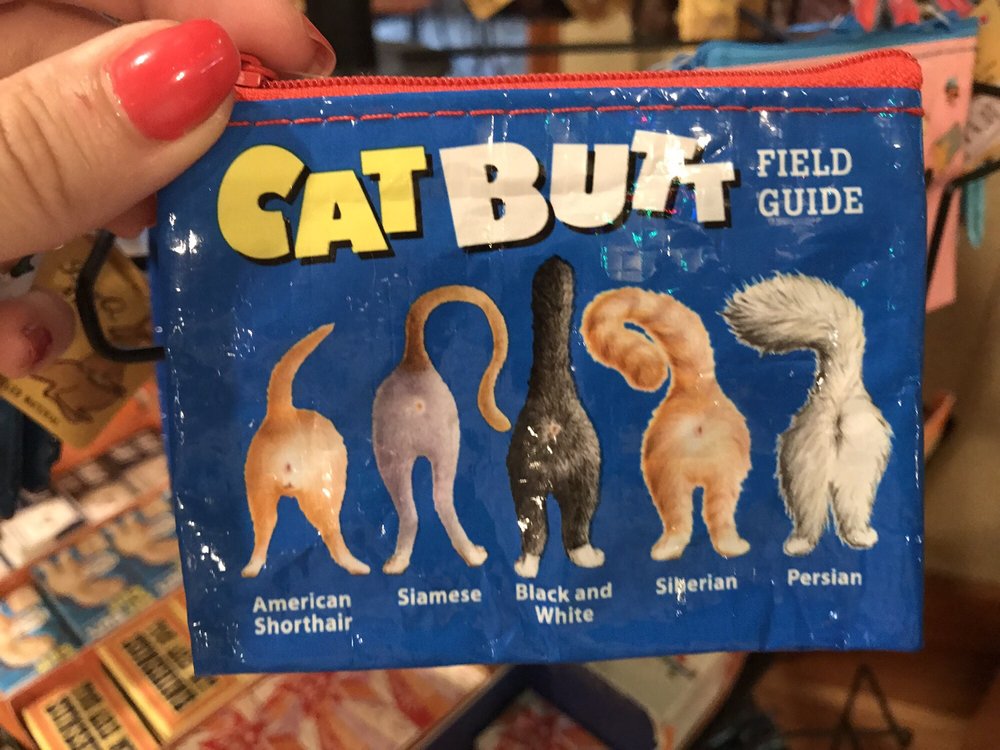 CAT BUTT FIELD
GUIDE
American
Shorthair
Siamese
Black and
White
Siberian
Persian